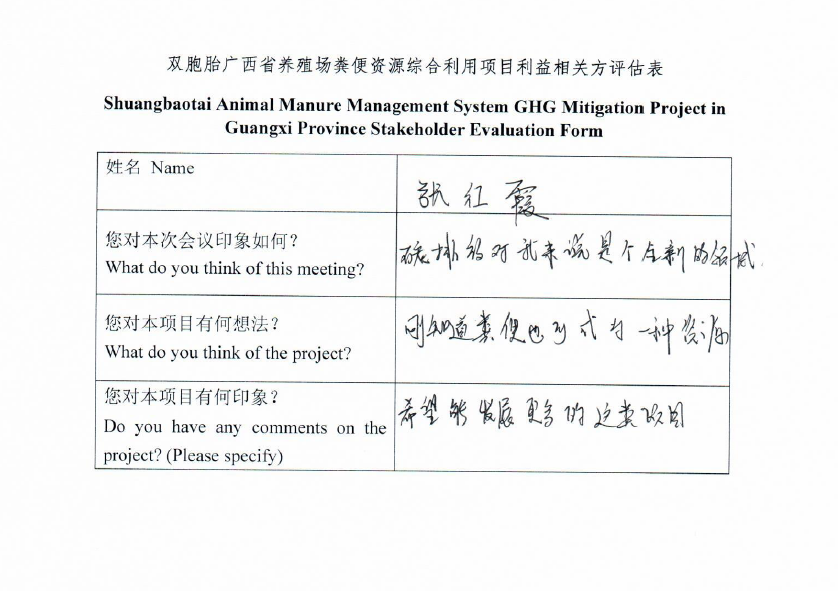 双胞胎广西省养殖场粪便资源综合利用项目利益相关方评估表
Shuangbaotai Animal Manure Management System GHG Mitigation Project in
Guangxi Province Stakeholder Evaluation Form
姓名 Name
张红霞
您对本次会议印象如何?
What do you think of this meeting?
碳排放对我来说是个全新的领域.
您对本项目有何想法?
What do you think of the project?
刚知道粪便也可成为一种资源
您对本项目有何印象?
Do you have any comments on the
project? (Please specify)
希望能发展更多的这类项目